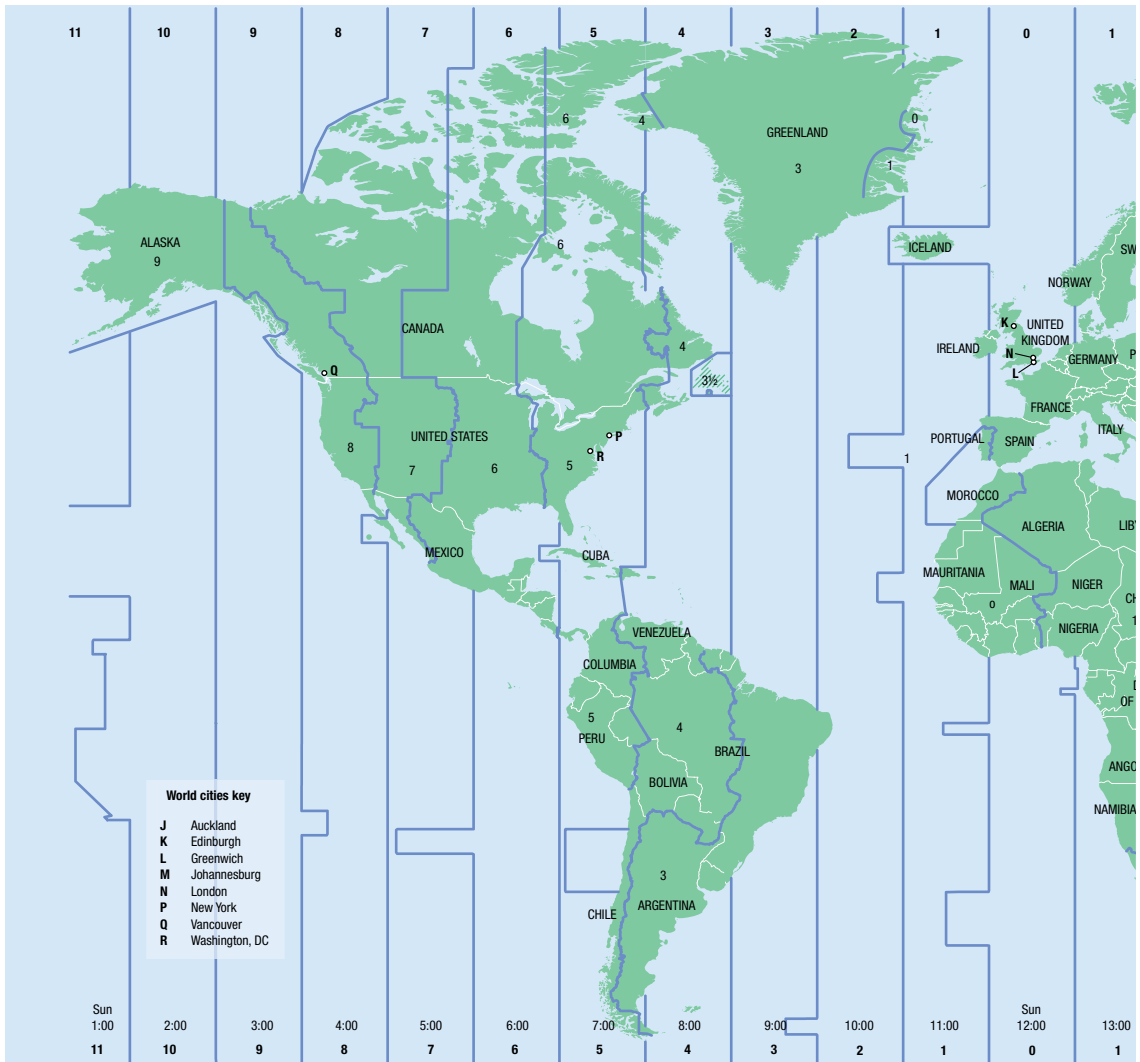 11 10 9 8 7 6 5 4 3 2 1 0 1
6
4
GREENLAND
3
0
1
ALASKA
9
6
ICELAND
SW
NORWAY
CANADA
K
UNITED
KINGDOM
4
IRELAND
N
GERMANY
P
L
Q
3½
FRANCE
8
UNITED STATES
P
R
7
6
5
PORTUGAL
SPAIN
ITALY
1
MOROCCO
ALGERIA
LIBY
MEXICO
CUBA
MAURITANIA
MALI
NIGER
CH
0
NIGERIA
1
VENEZUELA
COLUMBIA
D
OF
5
PERU
4
BRAZIL
BOLIVIA
ANGO
NAMIBIA
3
CHILE
ARGENTINA
World cities key
J Auckland
K Edinburgh
L Greenwich
M Johannesburg
N London
P New York
Q Vancouver
R Washington, DC
Sun Sun
1:00 2:00 3:00 4:00 5:00 6:00 7:00 8:00 9:00 10:00 11:00 12:00 13:00
11 10 9 8 7 6 5 4 3 2 1 0 1